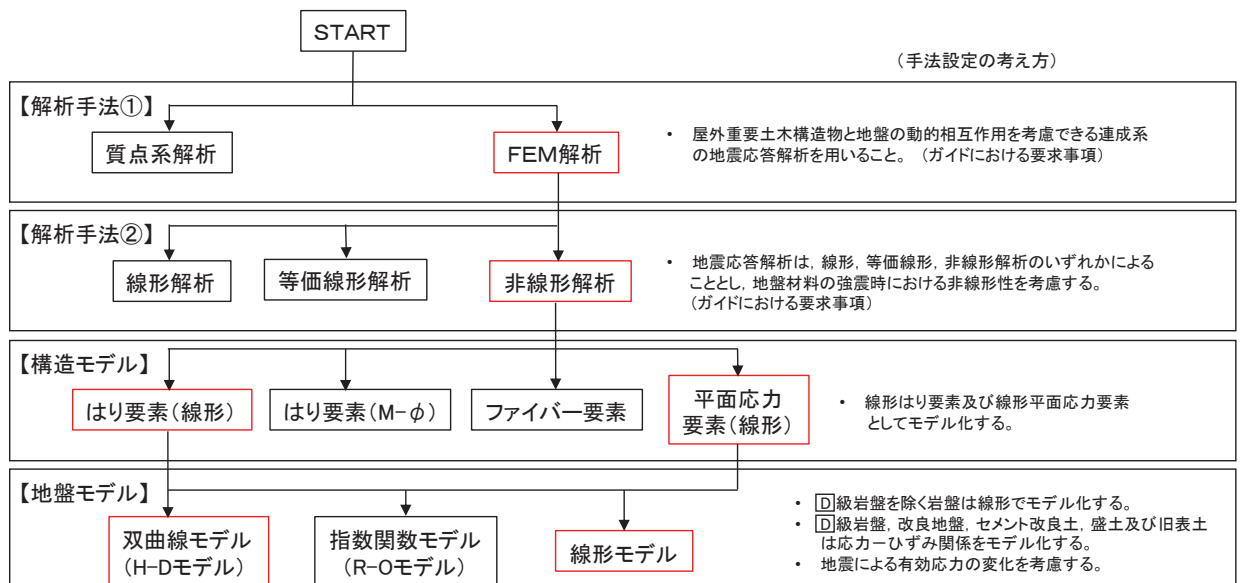 START
(手法設定の考え方)
【解析手法①】
質点系解析
FEM解析
・ 屋外重要土木構造物と地盤の動的相互作用を考慮できる連成系
の地震応答解析を用いること。 (ガイドにおける要求事項)
【解析手法②】
線形解析
等価線形解析
非線形解析
・ 地震応答解析は, 線形, 等価線形, 非線形解析のいずれかによる
こととし, 地盤材料の強震時における非線形性を考慮する。
(ガイドにおける要求事項)
【構造モデル】
はり要素(線形)
はり要素(M-φ)
ファイバー要素
平面応力
要素(線形)
・ 線形はり要素及び線形平面応力要素
としてモデル化する。
【地盤モデル】
双曲線モデル
(H-Dモデル)
指数関数モデル
(R-Oモデル)
線形モデル
・ D級岩盤を除く岩盤は線形でモデル化する。
・ D級岩盤, 改良地盤, セメント改良土, 盛土及び旧表土
は応力ーひずみ関係をモデル化する。
・ 地震による有効応力の変化を考慮する。